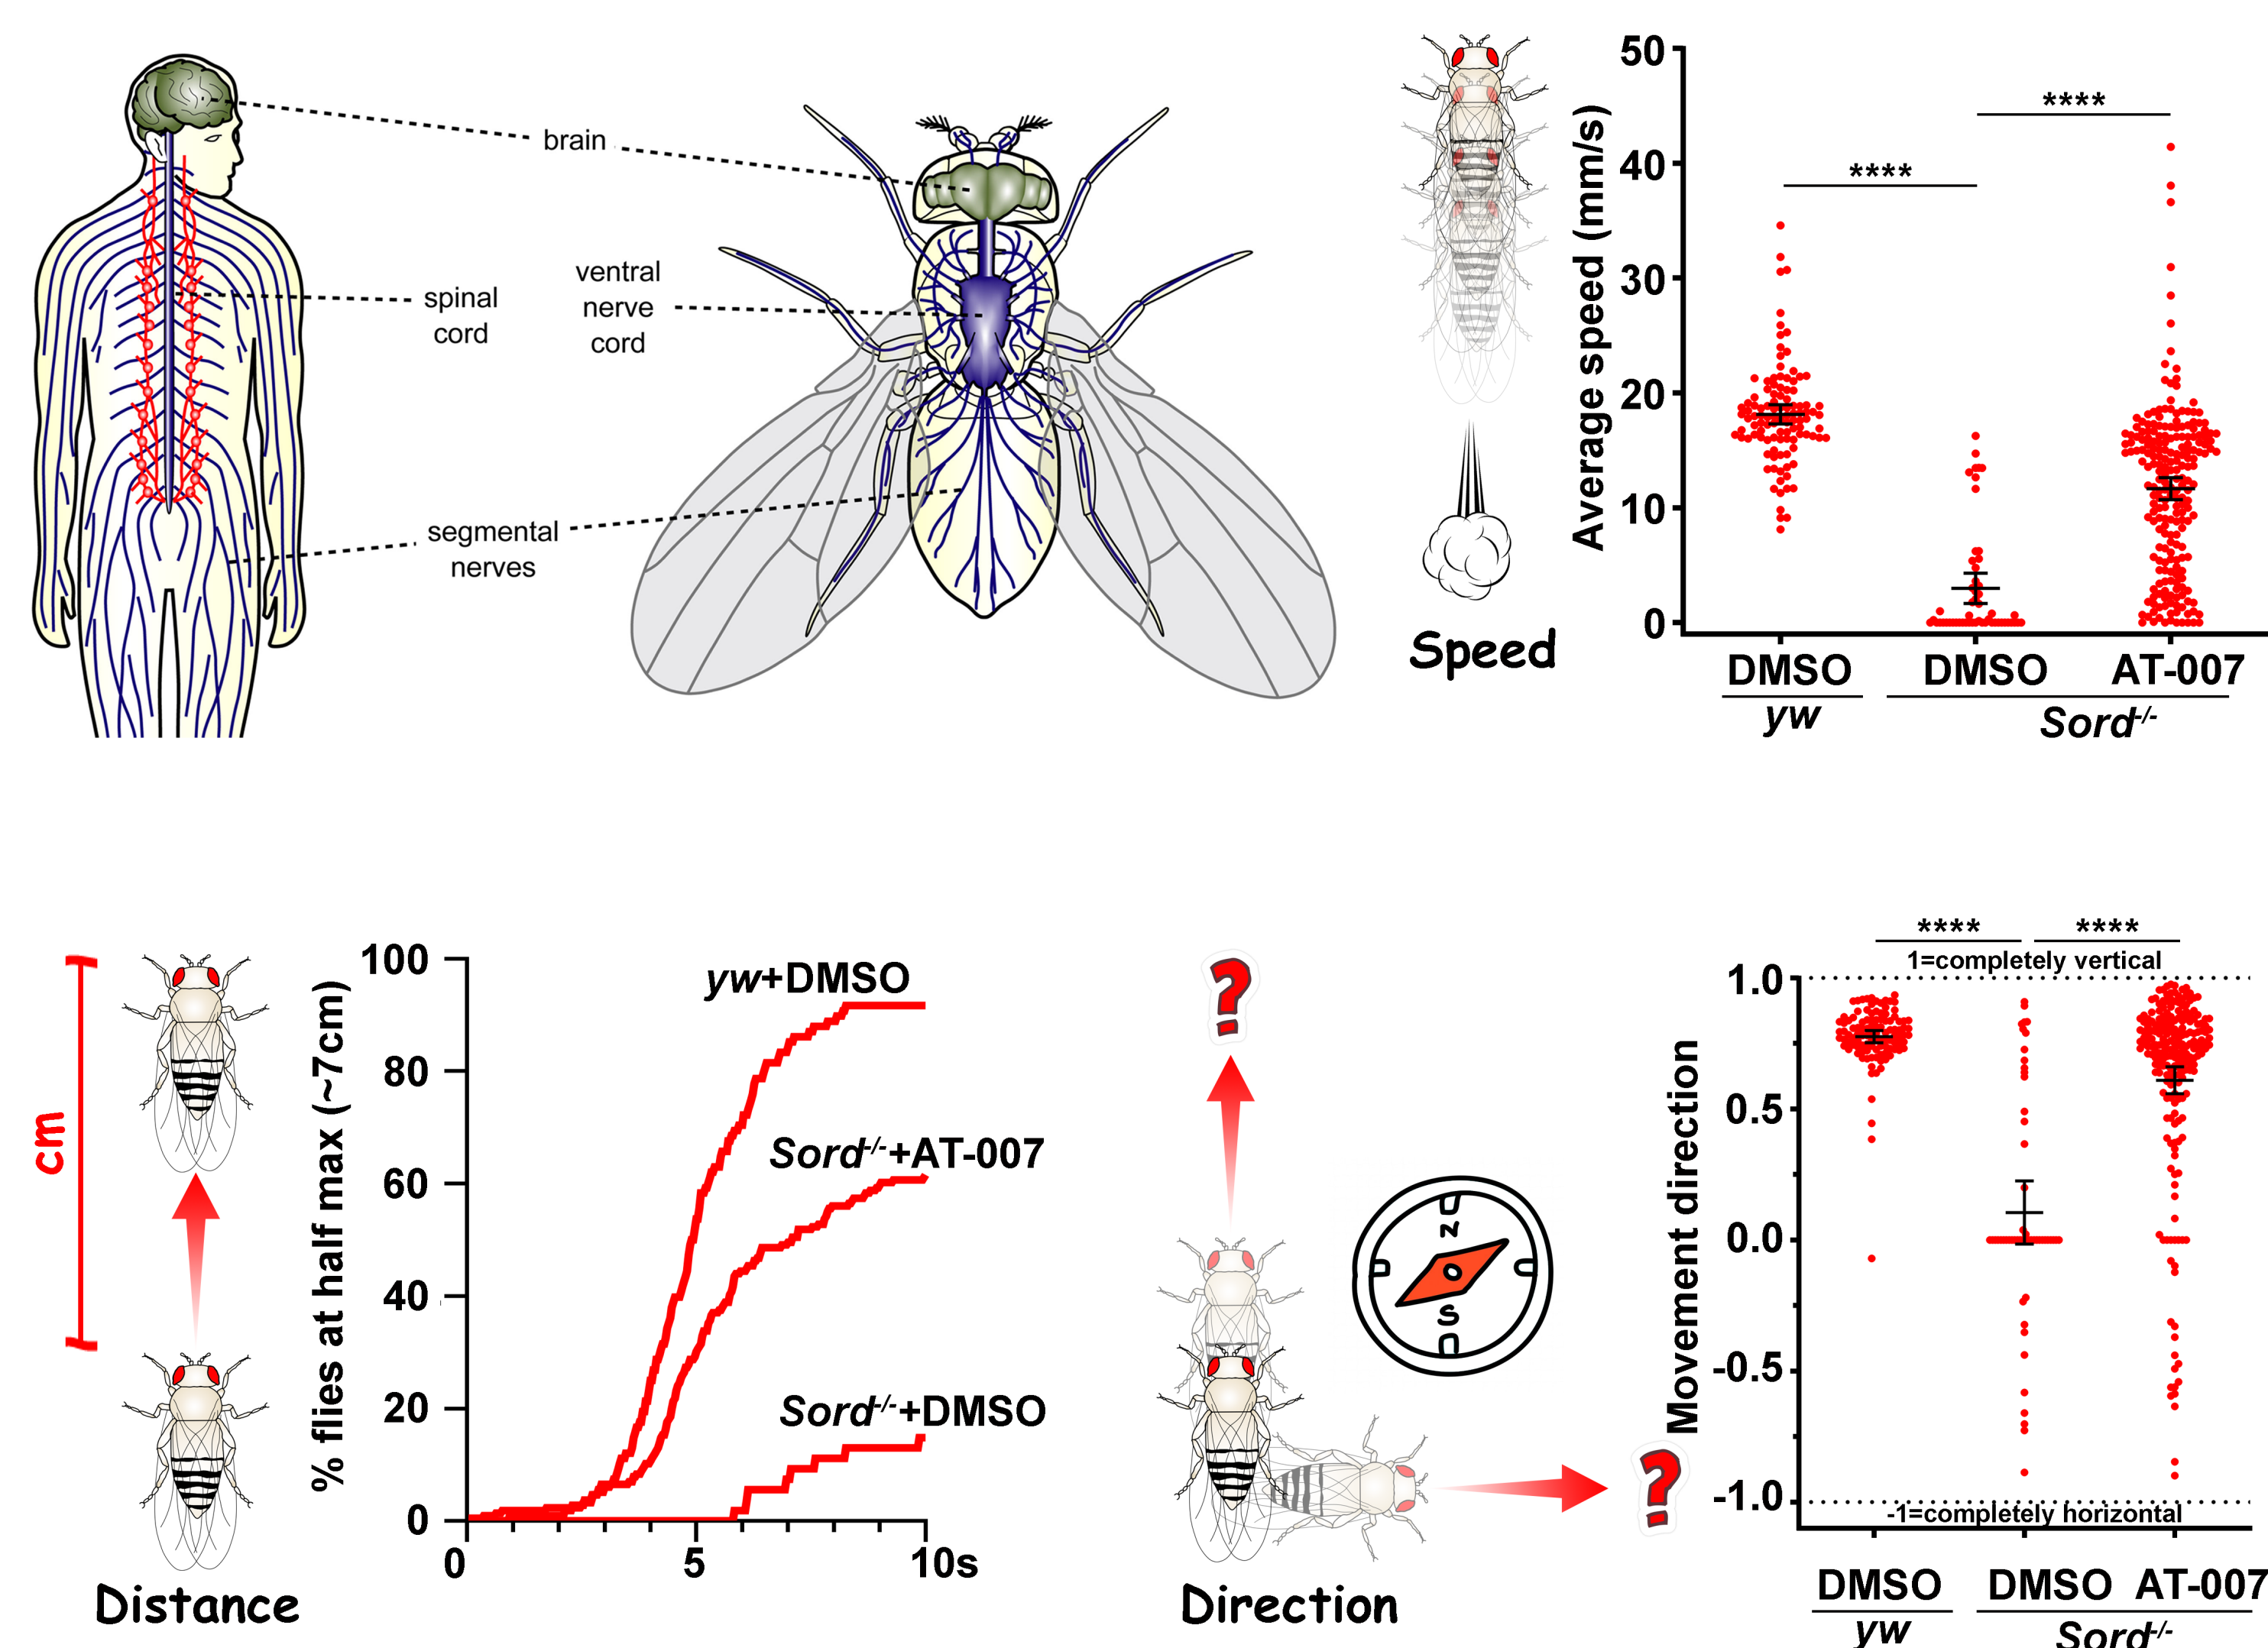 brain
spinal
cord
ventral
nerve
cord
segmental
nerves
Speed
Average speed (mm/s)
50
40
30
20
10
0
****
****
DMSO
DMSO
AT-007
yw
Sord-/-
cm
Distance
% flies at half max (~7cm)
100
80
60
40
20
0
0
5
10s
yw+DMSO
Sord-/-+AT-007
Sord-/-+DMSO
?
N
S
?
Direction
Movement direction
****
****
1=completely vertical
1.0
0.5
0.0
-0.5
-1.0
-1=completely horizontal
DMSO
DMSO
AT-007
yw
Sord-/-